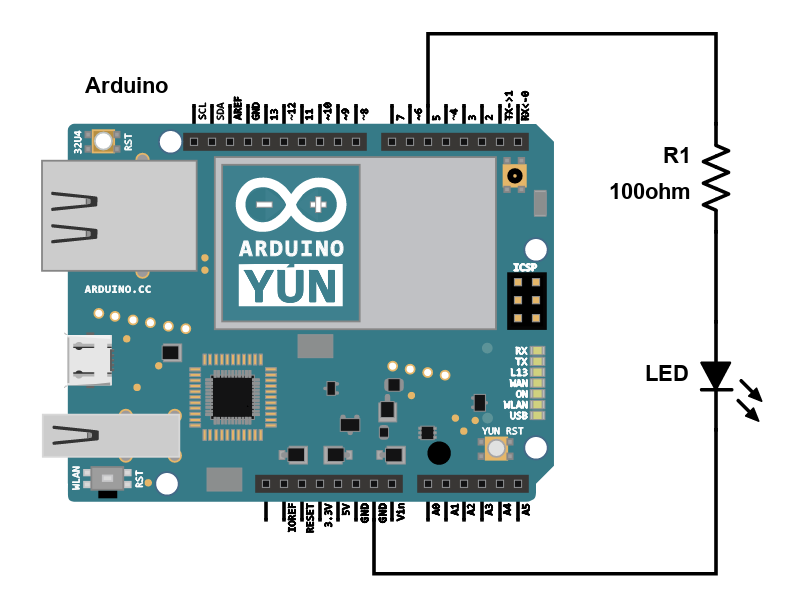 Arduino
SCL
SDA
AREF
GND
13
~12
11
~10
~9
~8
7
~6
5
~4
3
2
TX->1
RX<-0
32U4
RST
R1
100ohm
ARDUINO
YÚN
ICSP
ARDUINO.CC
RX
TX
L13
WAN
ON
WLAN
USB
LED
YUN RST
WLAN
RST
IOREF
RESET
3.3V
5V
GND
GND
Vin
A0
A1
A2
A3
A4
A5